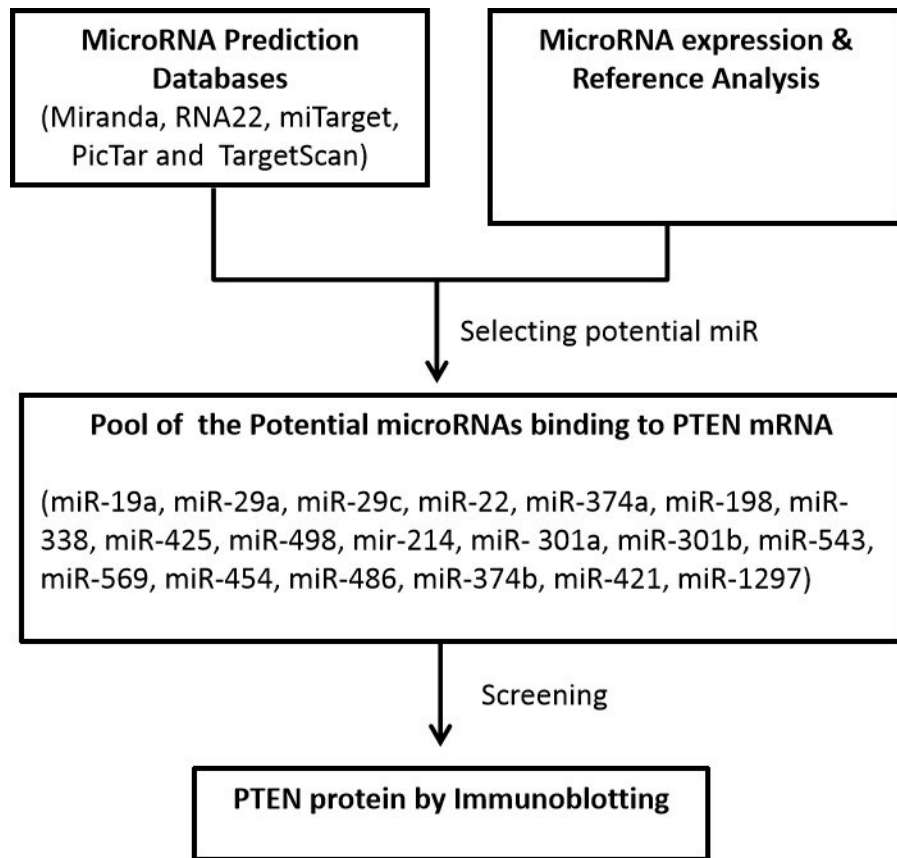 MicroRNA Prediction
Databases
(Miranda, RNA22, miTarget,
PicTar and  TargetScan)
MicroRNA expression &
Reference Analysis
Selecting potential miR
Pool of  the Potential microRNAs binding to PTEN mRNA
(miR-19a, miR-29a, miR-29c, miR-22, miR-374a, miR-198, miR-
338, miR-425, miR-498, mir-214, miR- 301a, miR-301b, miR-543,
miR-569, miR-454, miR-486, miR-374b, miR-421, miR-1297)
Screening
PTEN protein by Immunoblotting